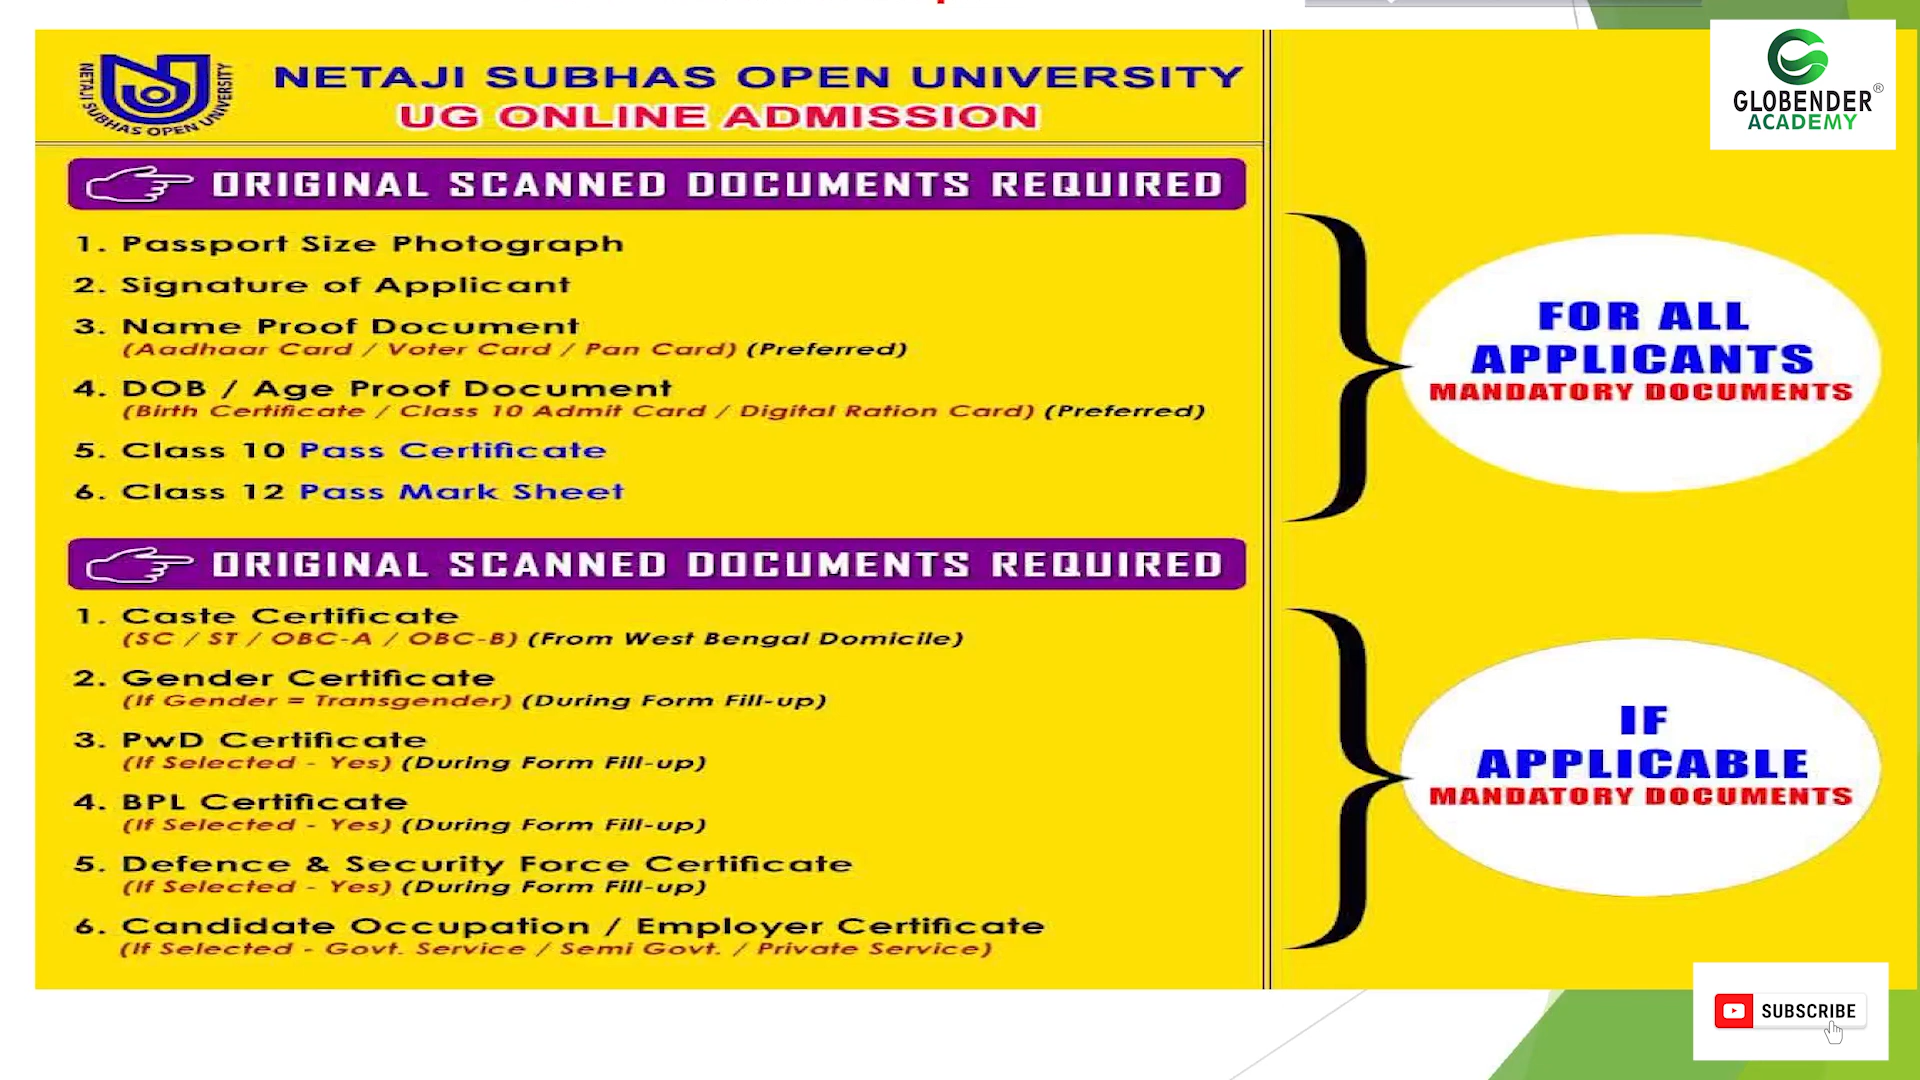 NETAJI SUBHAS OPEN UNIVERSITY
NETAJI SUBHAS OPEN UNIVERSITY
UG ONLINE ADMISSION
GLOBENDER®
ACADEMY
ORIGINAL SCANNED DOCUMENTS REQUIRED
1. Passport Size Photograph
2. Signature of Applicant
3. Name Proof Document
(Aadhaar Card / Voter Card / Pan Card) (Preferred)
4. DOB / Age Proof Document
(Birth Certificate / Class 10 Admit Card / Digital Ration Card) (Preferred)
5. Class 10 Pass Certificate
6. Class 12 Pass Mark Sheet
FOR ALL
APPLICANTS
MANDATORY DOCUMENTS
ORIGINAL SCANNED DOCUMENTS REQUIRED
1. Caste Certificate
(SC / ST / OBC-A / OBC-B) (From West Bengal Domicile)
2. Gender Certificate
(If Gender = Transgender) (During Form Fill-up)
3. PwD Certificate
(If Selected - Yes) (During Form Fill-up)
4. BPL Certificate
(If Selected - Yes) (During Form Fill-up)
5. Defence & Security Force Certificate
(If Selected - Yes) (During Form Fill-up)
6. Candidate Occupation / Employer Certificate
(If Selected - Govt. Service / Semi Govt. / Private Service)
IF
APPLICABLE
MANDATORY DOCUMENTS
SUBSCRIBE